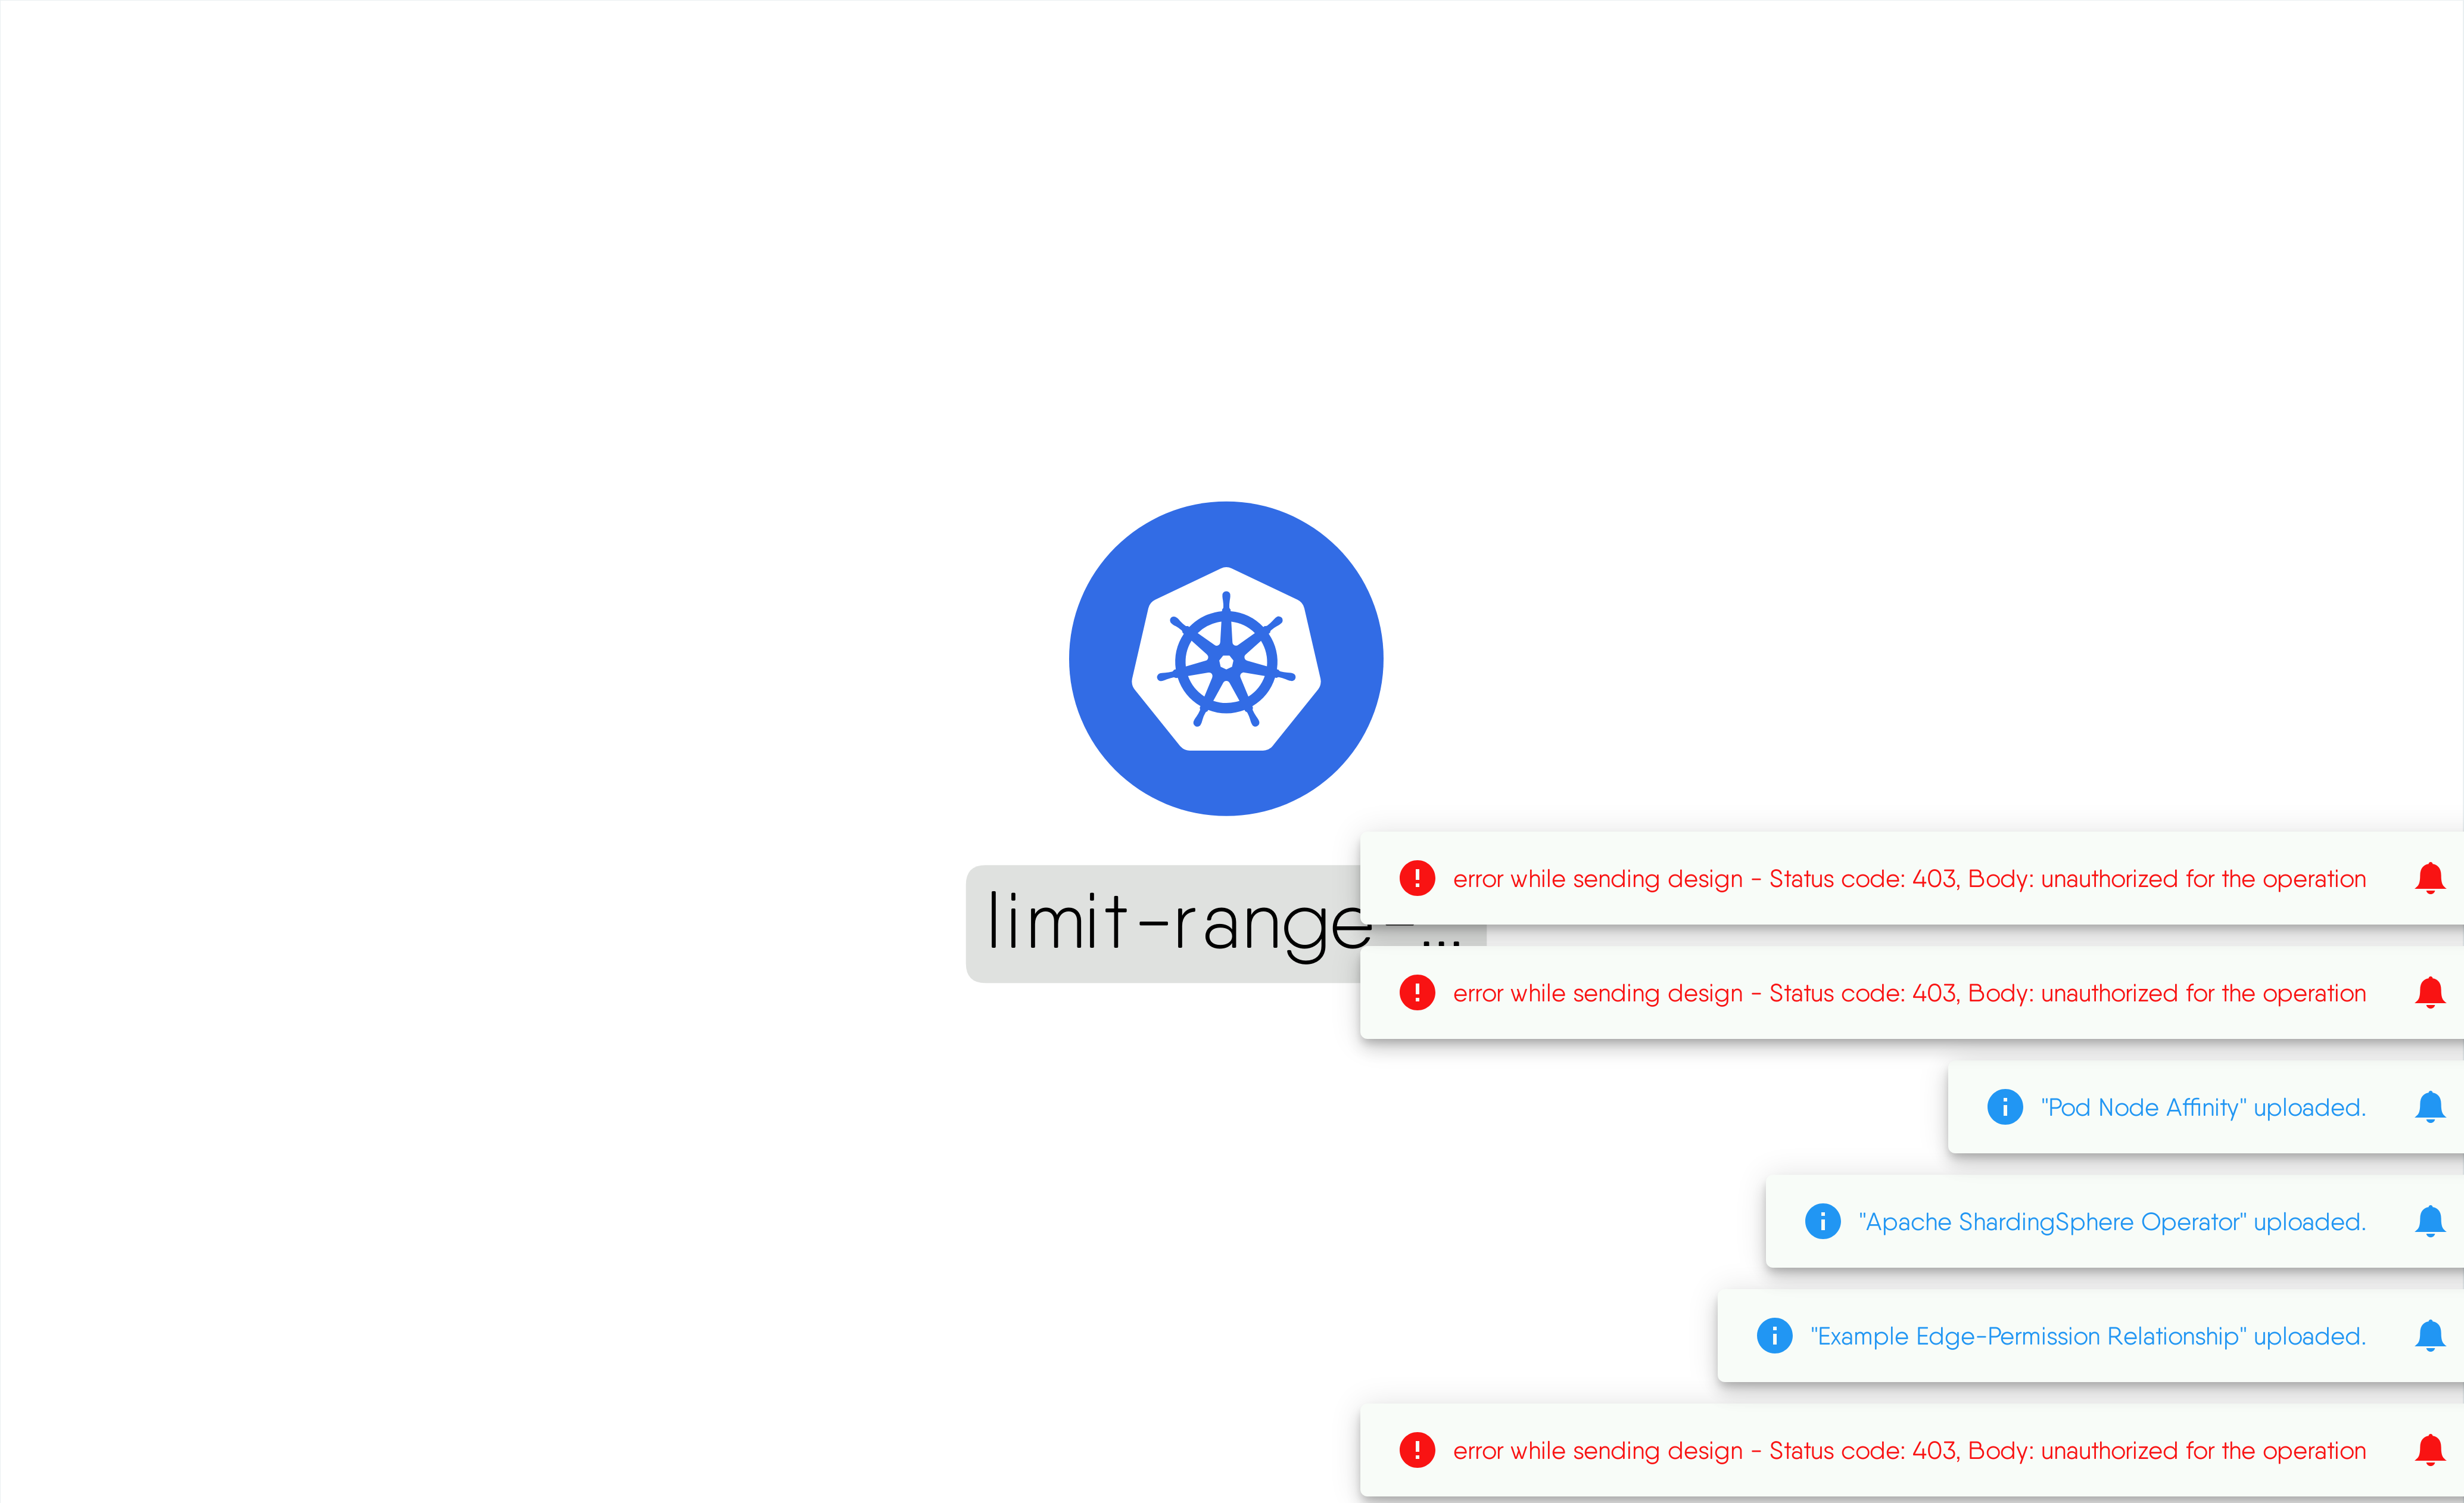 limit-range-...
error while sending design - Status code: 403, Body: unauthorized for the operation
error while sending design - Status code: 403, Body: unauthorized for the operation
"Pod Node Affinity" uploaded.
"Apache ShardingSphere Operator" uploaded.
"Example Edge-Permission Relationship" uploaded.
error while sending design - Status code: 403, Body: unauthorized for the operation